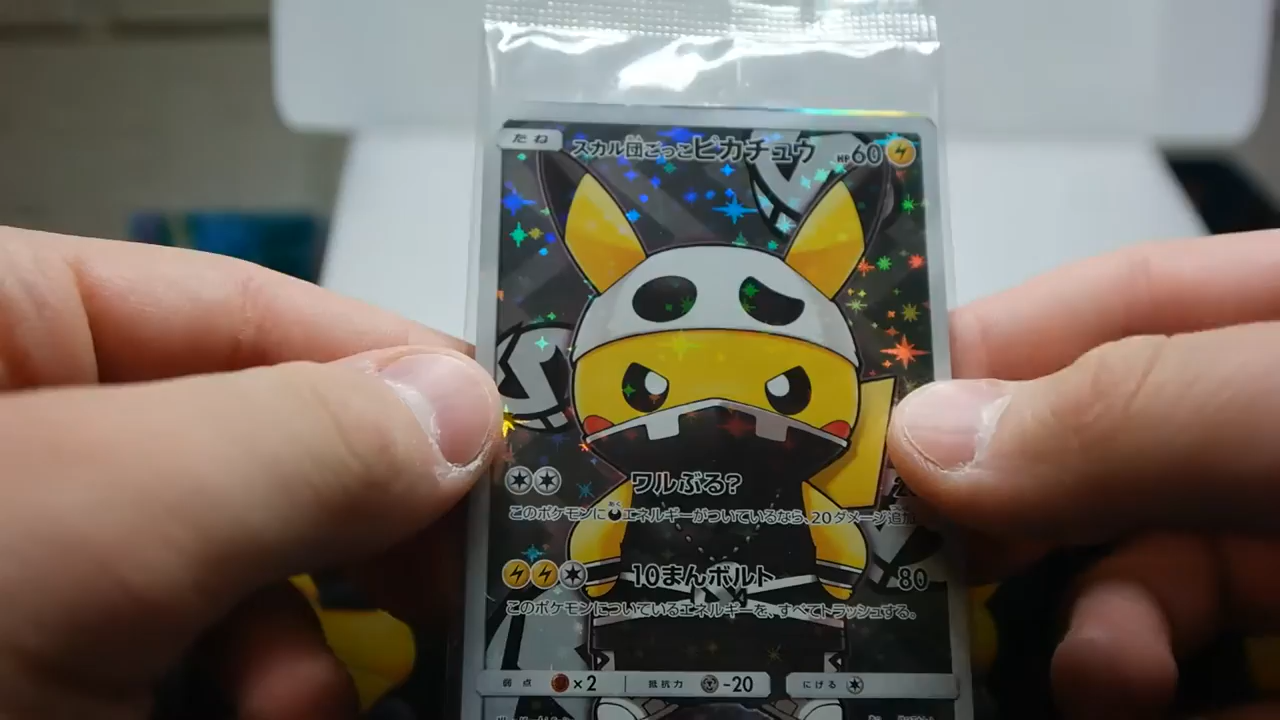 たね スカル団ごっこピカチュウ HP60
ワルぶる?
このポケモンにエネルギーがついているなら、20ダメージ追加
10まんボルト 80
このポケモンについているエネルギーを、すべてトラッシュする。
弱点 ×2 抵抗力 -20 にげる